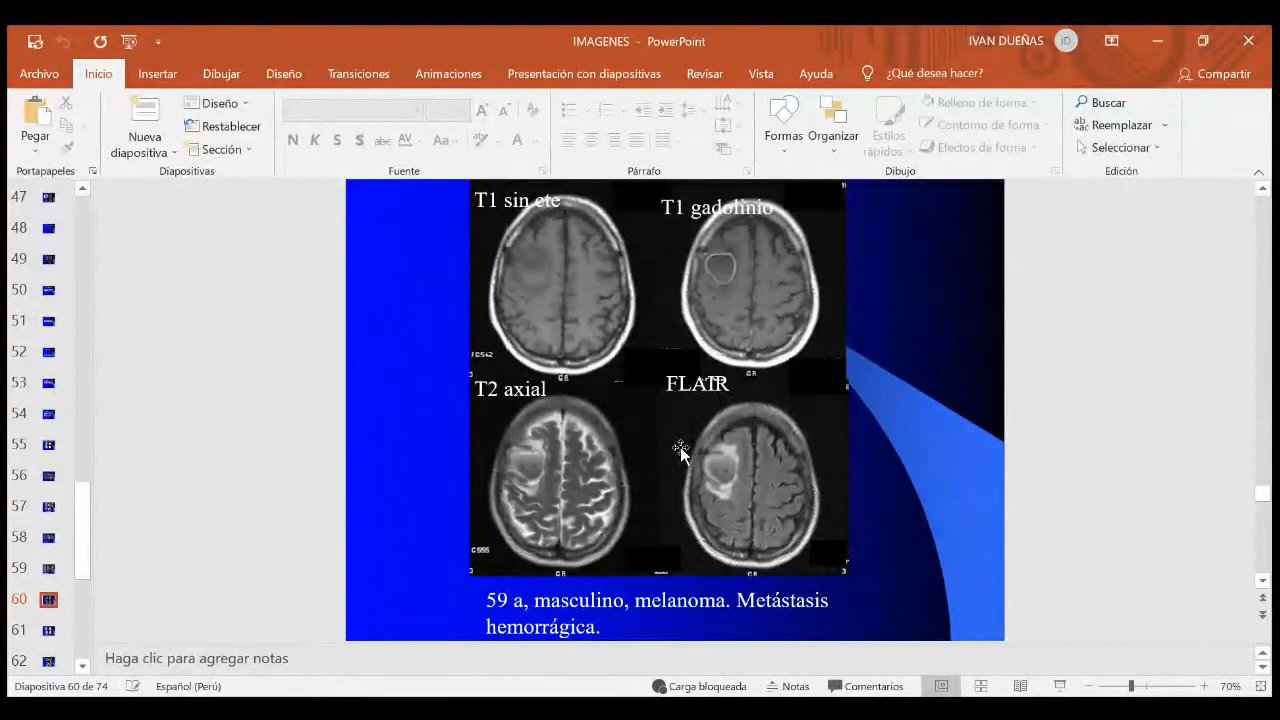 IMAGENES - PowerPoint
IVAN DUEÑAS
ID
Archivo
Inicio
Insertar
Dibujar
Diseño
Transiciones
Animaciones
Presentación con diapositivas
Revisar
Vista
Ayuda
¿Qué desea hacer?
Compartir
Pegar
Nueva
diapositiva
Diseño
Restablecer
Sección
N K S S abc AV Aa A
Formas
Organizar
Estilos
rápidos
Relleno de forma
Contorno de forma
Efectos de forma
Buscar
Reemplazar
Seleccionar
Portapapeles
Diapositivas
Fuente
Párrafo
Dibujo
Edición
47
48
49
50
51
52
53
54
55
56
57
58
59
60
61
62
T1 sin cte
T1 gadolinio
T2 axial
FLAIR
59 a, masculino, melanoma. Metástasis
hemorrágica.
Haga clic para agregar notas
Diapositiva 60 de 74
Español (Perú)
Carga bloqueada
Notas
Comentarios
70%